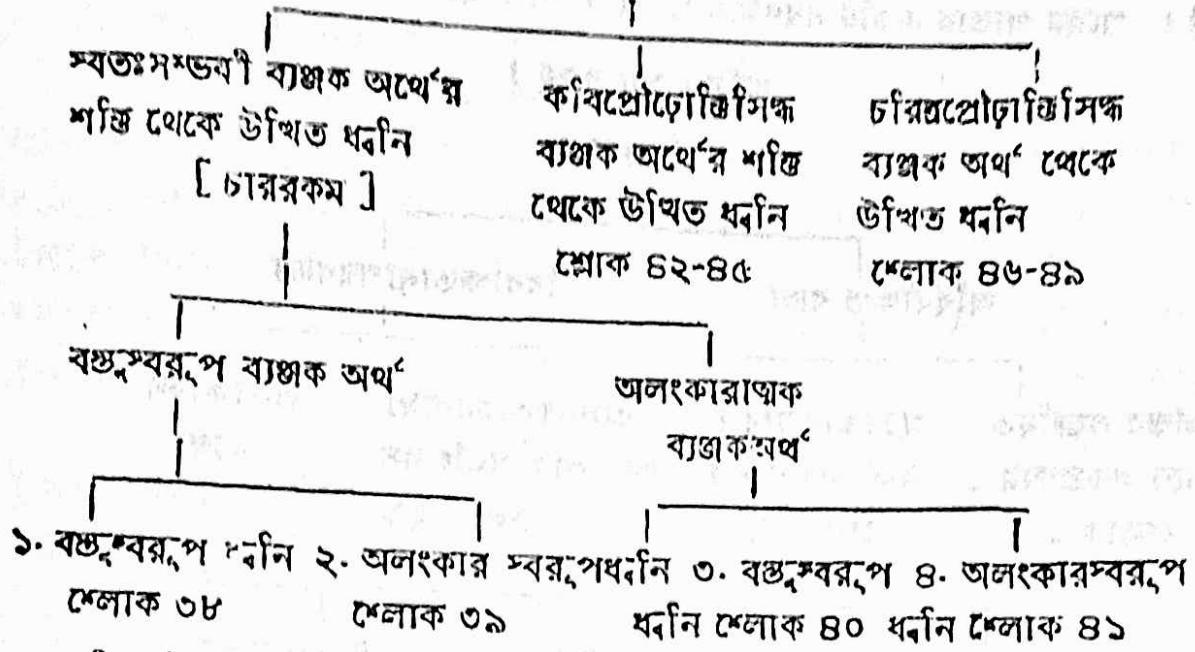 স্বতঃসম্ভবী ব্যঞ্জক অর্থের
শক্তি থেকে উত্থিত ধ্বনি
[ চাররকম ]
কবিপ্রৌঢ়োক্তিসিদ্ধ
ব্যঞ্জক অর্থের শক্তি
থেকে উত্থিত ধ্বনি
শ্লোক ৪২-৪৫
চরিত্রপ্রৌঢ়োক্তিসিদ্ধ
ব্যঞ্জক অর্থ থেকে
উত্থিত ধ্বনি
শ্লোক ৪৬-৪৯
বস্তুস্বরূপ ব্যঞ্জক অর্থ
অলংকারাত্মক
ব্যঞ্জকঅর্থ
১. বস্তুস্বরূপ ধ্বনি ২. অলংকার স্বরূপধ্বনি ৩. বস্তুস্বরূপ ৪. অলংকারস্বরূপ
শ্লোক ৩৮ শ্লোক ৩৯ ধ্বনি শ্লোক ৪০ ধ্বনি শ্লোক ৪১